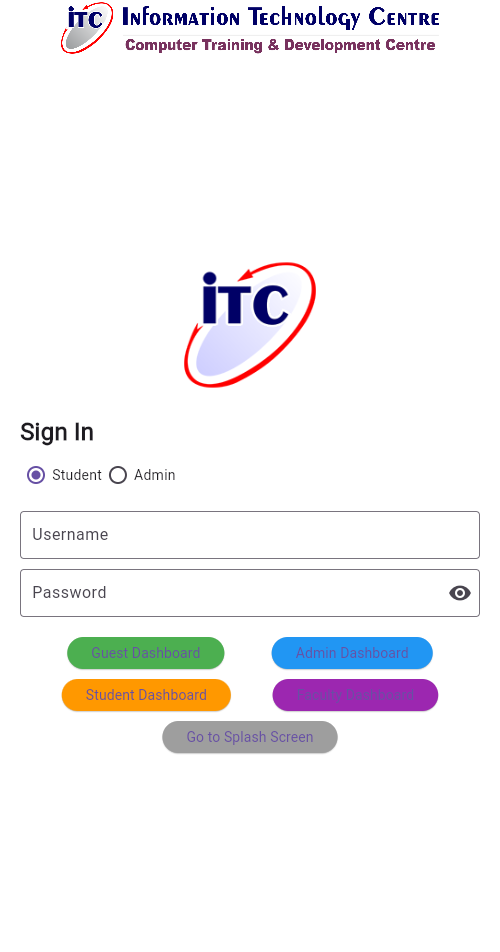 iTC Information Technology Centre
Computer Training & Development Centre
iTC
Sign In
Student Admin
Username
Password
Guest Dashboard Admin Dashboard
Student Dashboard Faculty Dashboard
Go to Splash Screen